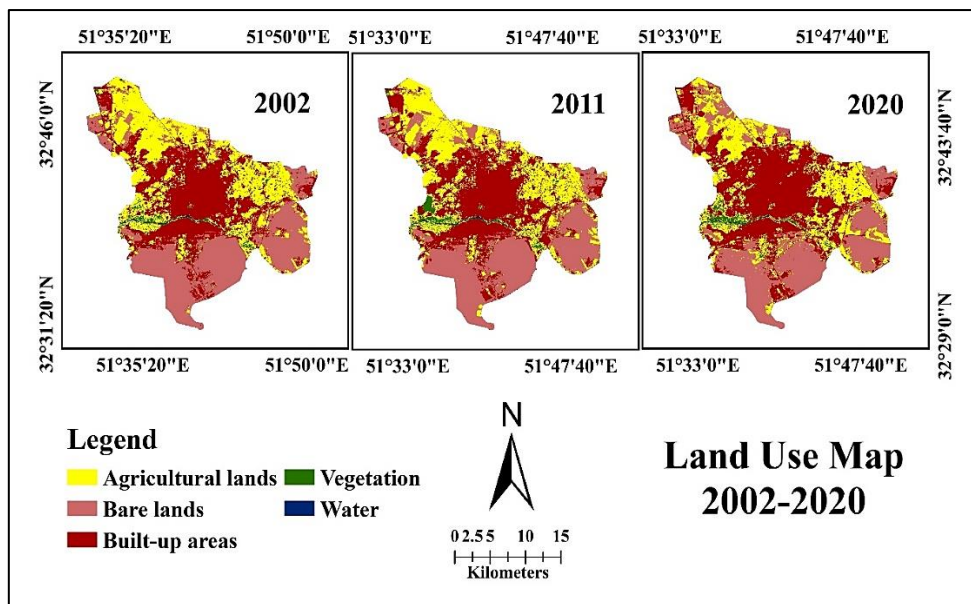 51°35'20"E 51°50'0"E 51°33'0"E 51°47'40"E 51°33'0"E 51°47'40"E
2002 2011 2020
32°46'0"N 32°43'40"N
32°31'20"N 32°29'0"N
51°35'20"E 51°50'0"E 51°33'0"E 51°47'40"E 51°33'0"E 51°47'40"E
Legend
Agricultural lands Vegetation
Bare lands Water
Built-up areas
N
0 2.5 5 10 15
Kilometers
Land Use Map
2002-2020